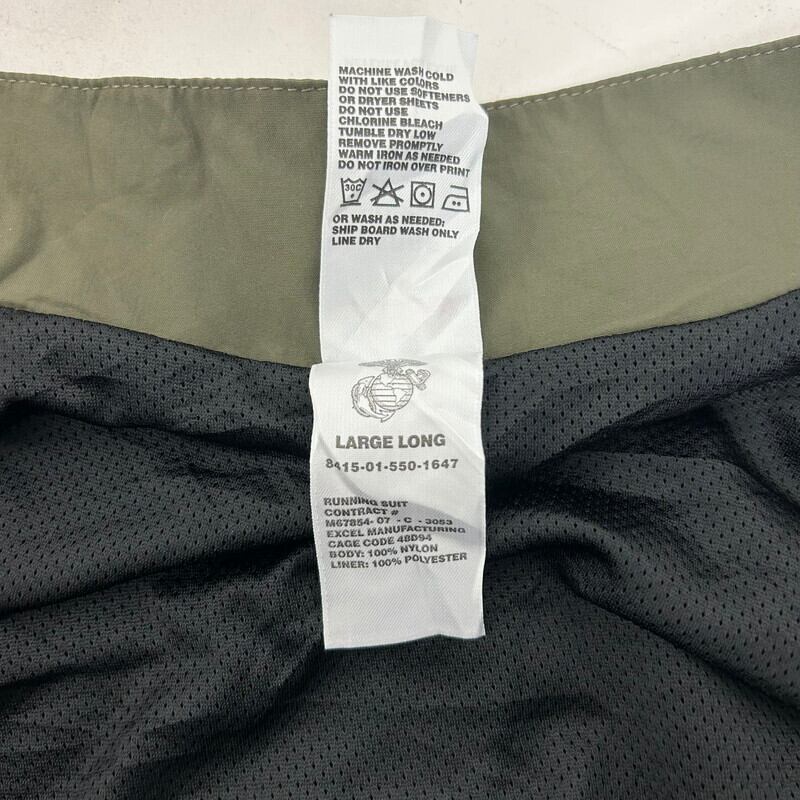 MACHINE WASH COLD
WITH LIKE COLORS
DO NOT USE SOFTENERS
OR DRYER SHEETS
DO NOT USE
CHLORINE BLEACH
TUMBLE DRY LOW
REMOVE PROMPTLY
WARM IRON AS NEEDED
DO NOT IRON OVER PRINT
30C
OR WASH AS NEEDED;
SHIP BOARD WASH ONLY
LINE DRY
LARGE LONG
8415-01-550-1647
RUNNING SUIT
CONTRACT #
M67854- 07 - C - 3053
EXCEL MANUFACTURING
CAGE CODE 48D94
BODY: 100% NYLON
LINER: 100% POLYESTER